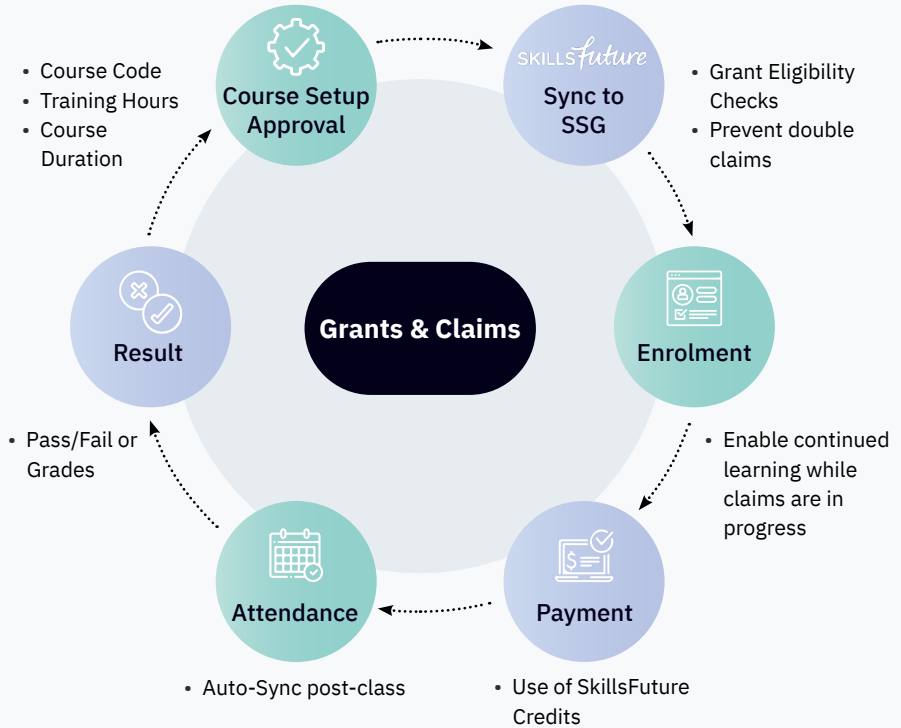 Course Setup
Approval
• Course Code
• Training Hours
• Course
Duration
SKILLSfuture
Sync to
SSG
• Grant Eligibility
Checks
• Prevent double
claims
Grants & Claims
Result
• Pass/Fail or
Grades
Enrolment
• Enable continued
learning while
claims are in
progress
Attendance
• Auto-Sync post-class
$
Payment
• Use of SkillsFuture
Credits